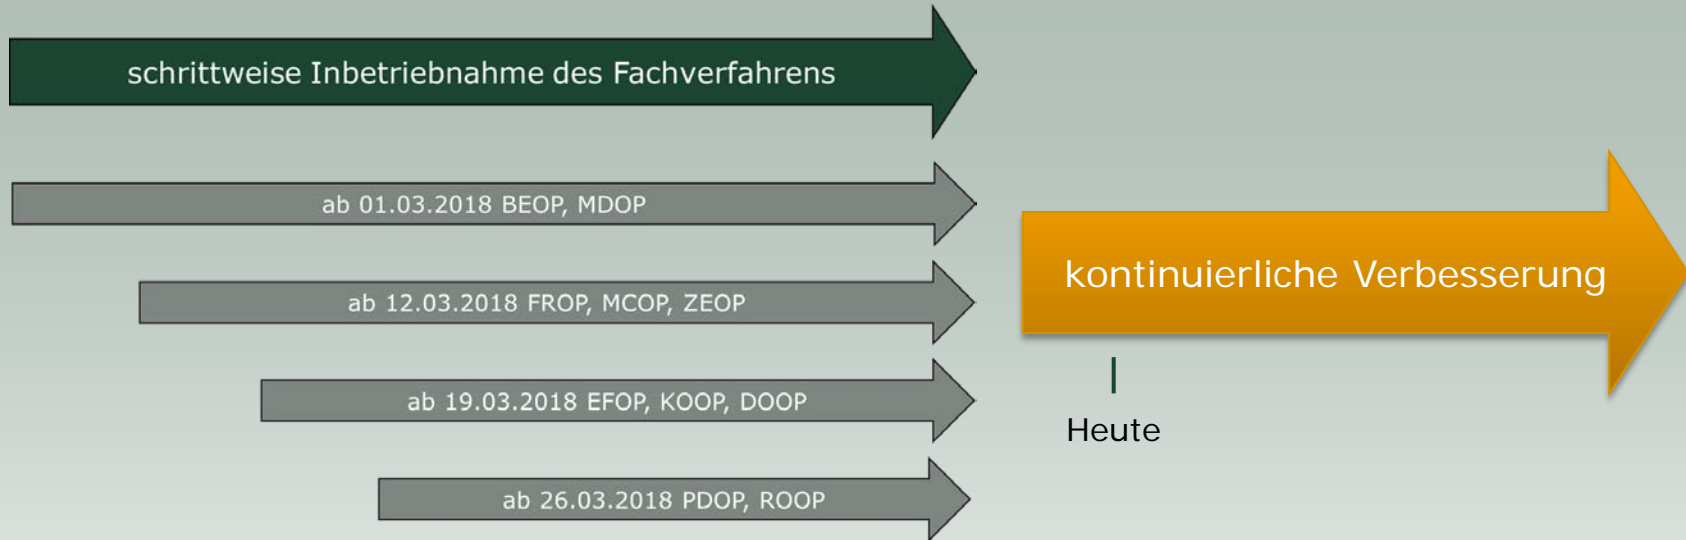 schrittweise Inbetriebnahme des Fachverfahrens
ab 01.03.2018 BEOP, MDOP
ab 12.03.2018 FROP, MCOP, ZEOP
ab 19.03.2018 EFOP, KOOP, DOOP
ab 26.03.2018 PDOP, ROOP
kontinuierliche Verbesserung
Heute